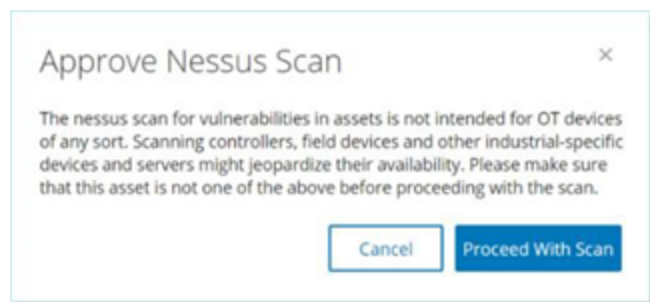 Approve Nessus Scan
×
The nessus scan for vulnerabilities in assets is not intended for OT devices
of any sort. Scanning controllers, field devices and other industrial-specific
devices and servers might jeopardize their availability. Please make sure
that this asset is not one of the above before proceeding with the scan.
Cancel Proceed With Scan